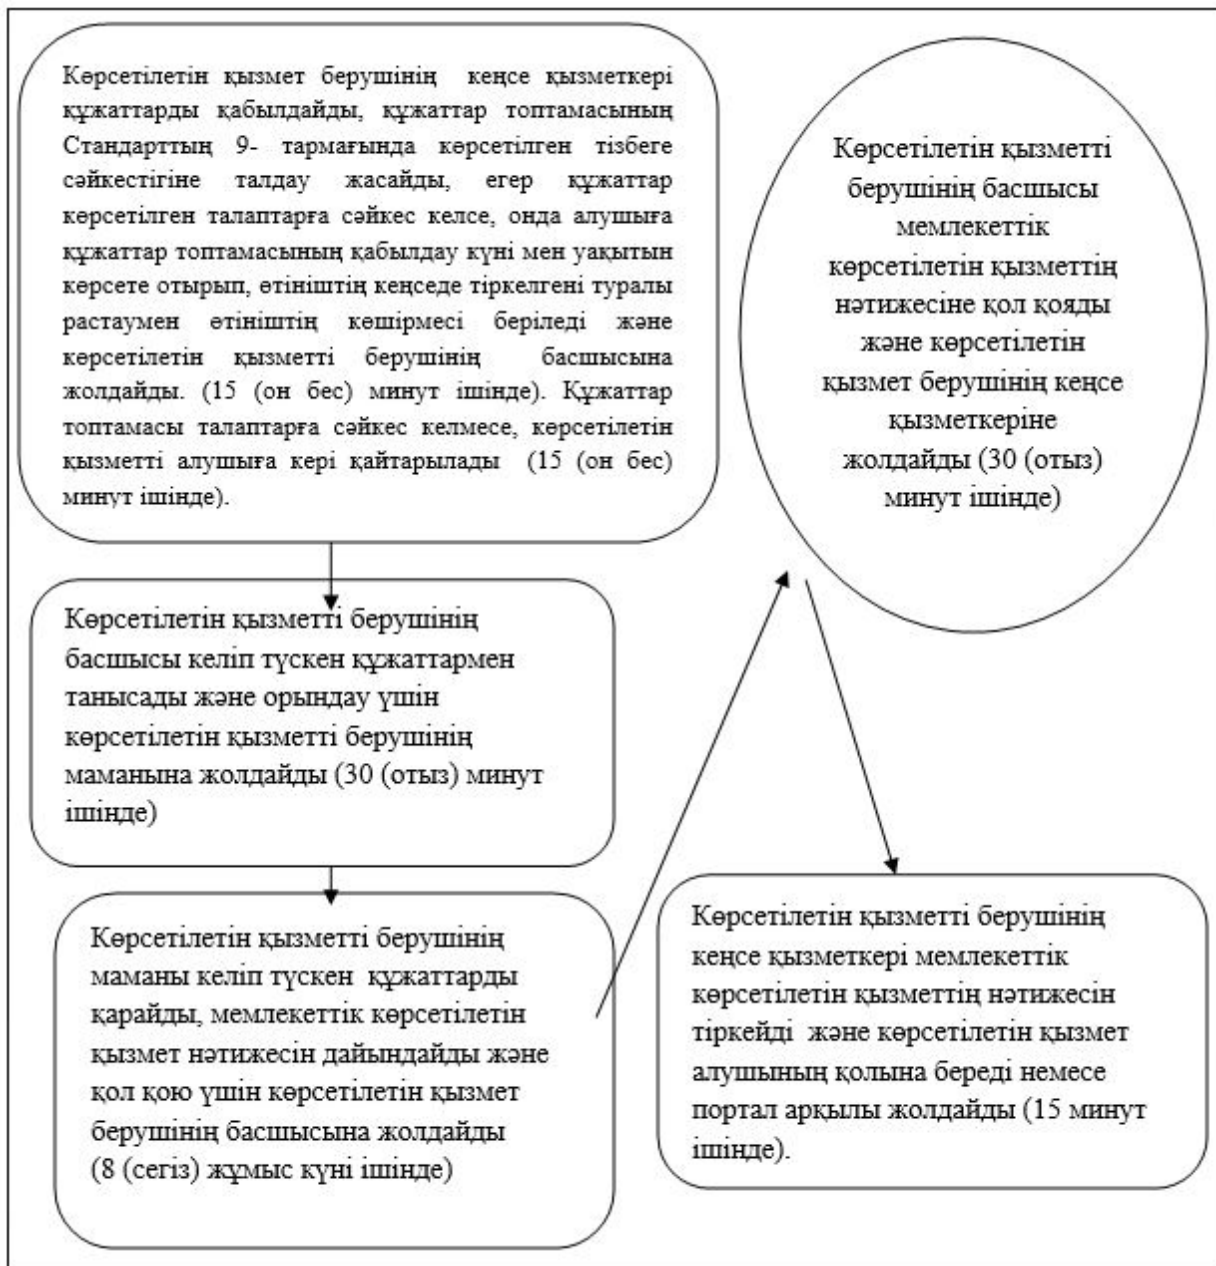 Көрсетілетін қызмет берушінің кеңсе қызметкері
құжаттарды қабылдайды, құжаттар топтамасының
Стандарттың 9- тармағында көрсетілген тізбеге
сәйкестігіне талдау жасайды, егер құжаттар
көрсетілген талаптарға сәйкес келсе, онда алушыға
құжаттар топтамасының қабылдау күні мен уақытын
көрсете отырып, өтініштің кеңседе тіркелгені туралы
растаумен өтініштің көшірмесі беріледі және
көрсетілетін қызметті берушінің басшысына
жолдайды. (15 (он бес) минут ішінде). Құжаттар
топтамасы талаптарға сәйкес келмесе, көрсетілетін
қызметті алушыға кері қайтарылады (15 (он бес)
минут ішінде).
Көрсетілетін қызметті берушінің
басшысы келіп түскен құжаттармен
танысады және орындау үшін
көрсетілетін қызметті берушінің
маманына жолдайды (30 (отыз) минут
ішінде)
Көрсетілетін қызметті берушінің
маманы келіп түскен құжаттарды
қарайды, мемлекеттік көрсетілетін
қызмет нәтижесін дайындайды және
қол қою үшін көрсетілетін қызмет
берушінің басшысына жолдайды
(8 (сегіз) жұмыс күні ішінде)
Көрсетілетін қызметті
берушінің басшысы
мемлекеттік
көрсетілетін қызметтің
нәтижесіне қол қояды
және көрсетілетін
қызмет берушінің кеңсе
қызметкеріне
жолдайды (30 (отыз)
минут ішінде)
Көрсетілетін қызметті берушінің
кеңсе қызметкері мемлекеттік
көрсетілетін қызметтің нәтижесін
тіркейді және көрсетілетін қызмет
алушының қолына береді немесе
портал арқылы жолдайды (15 минут
ішінде).